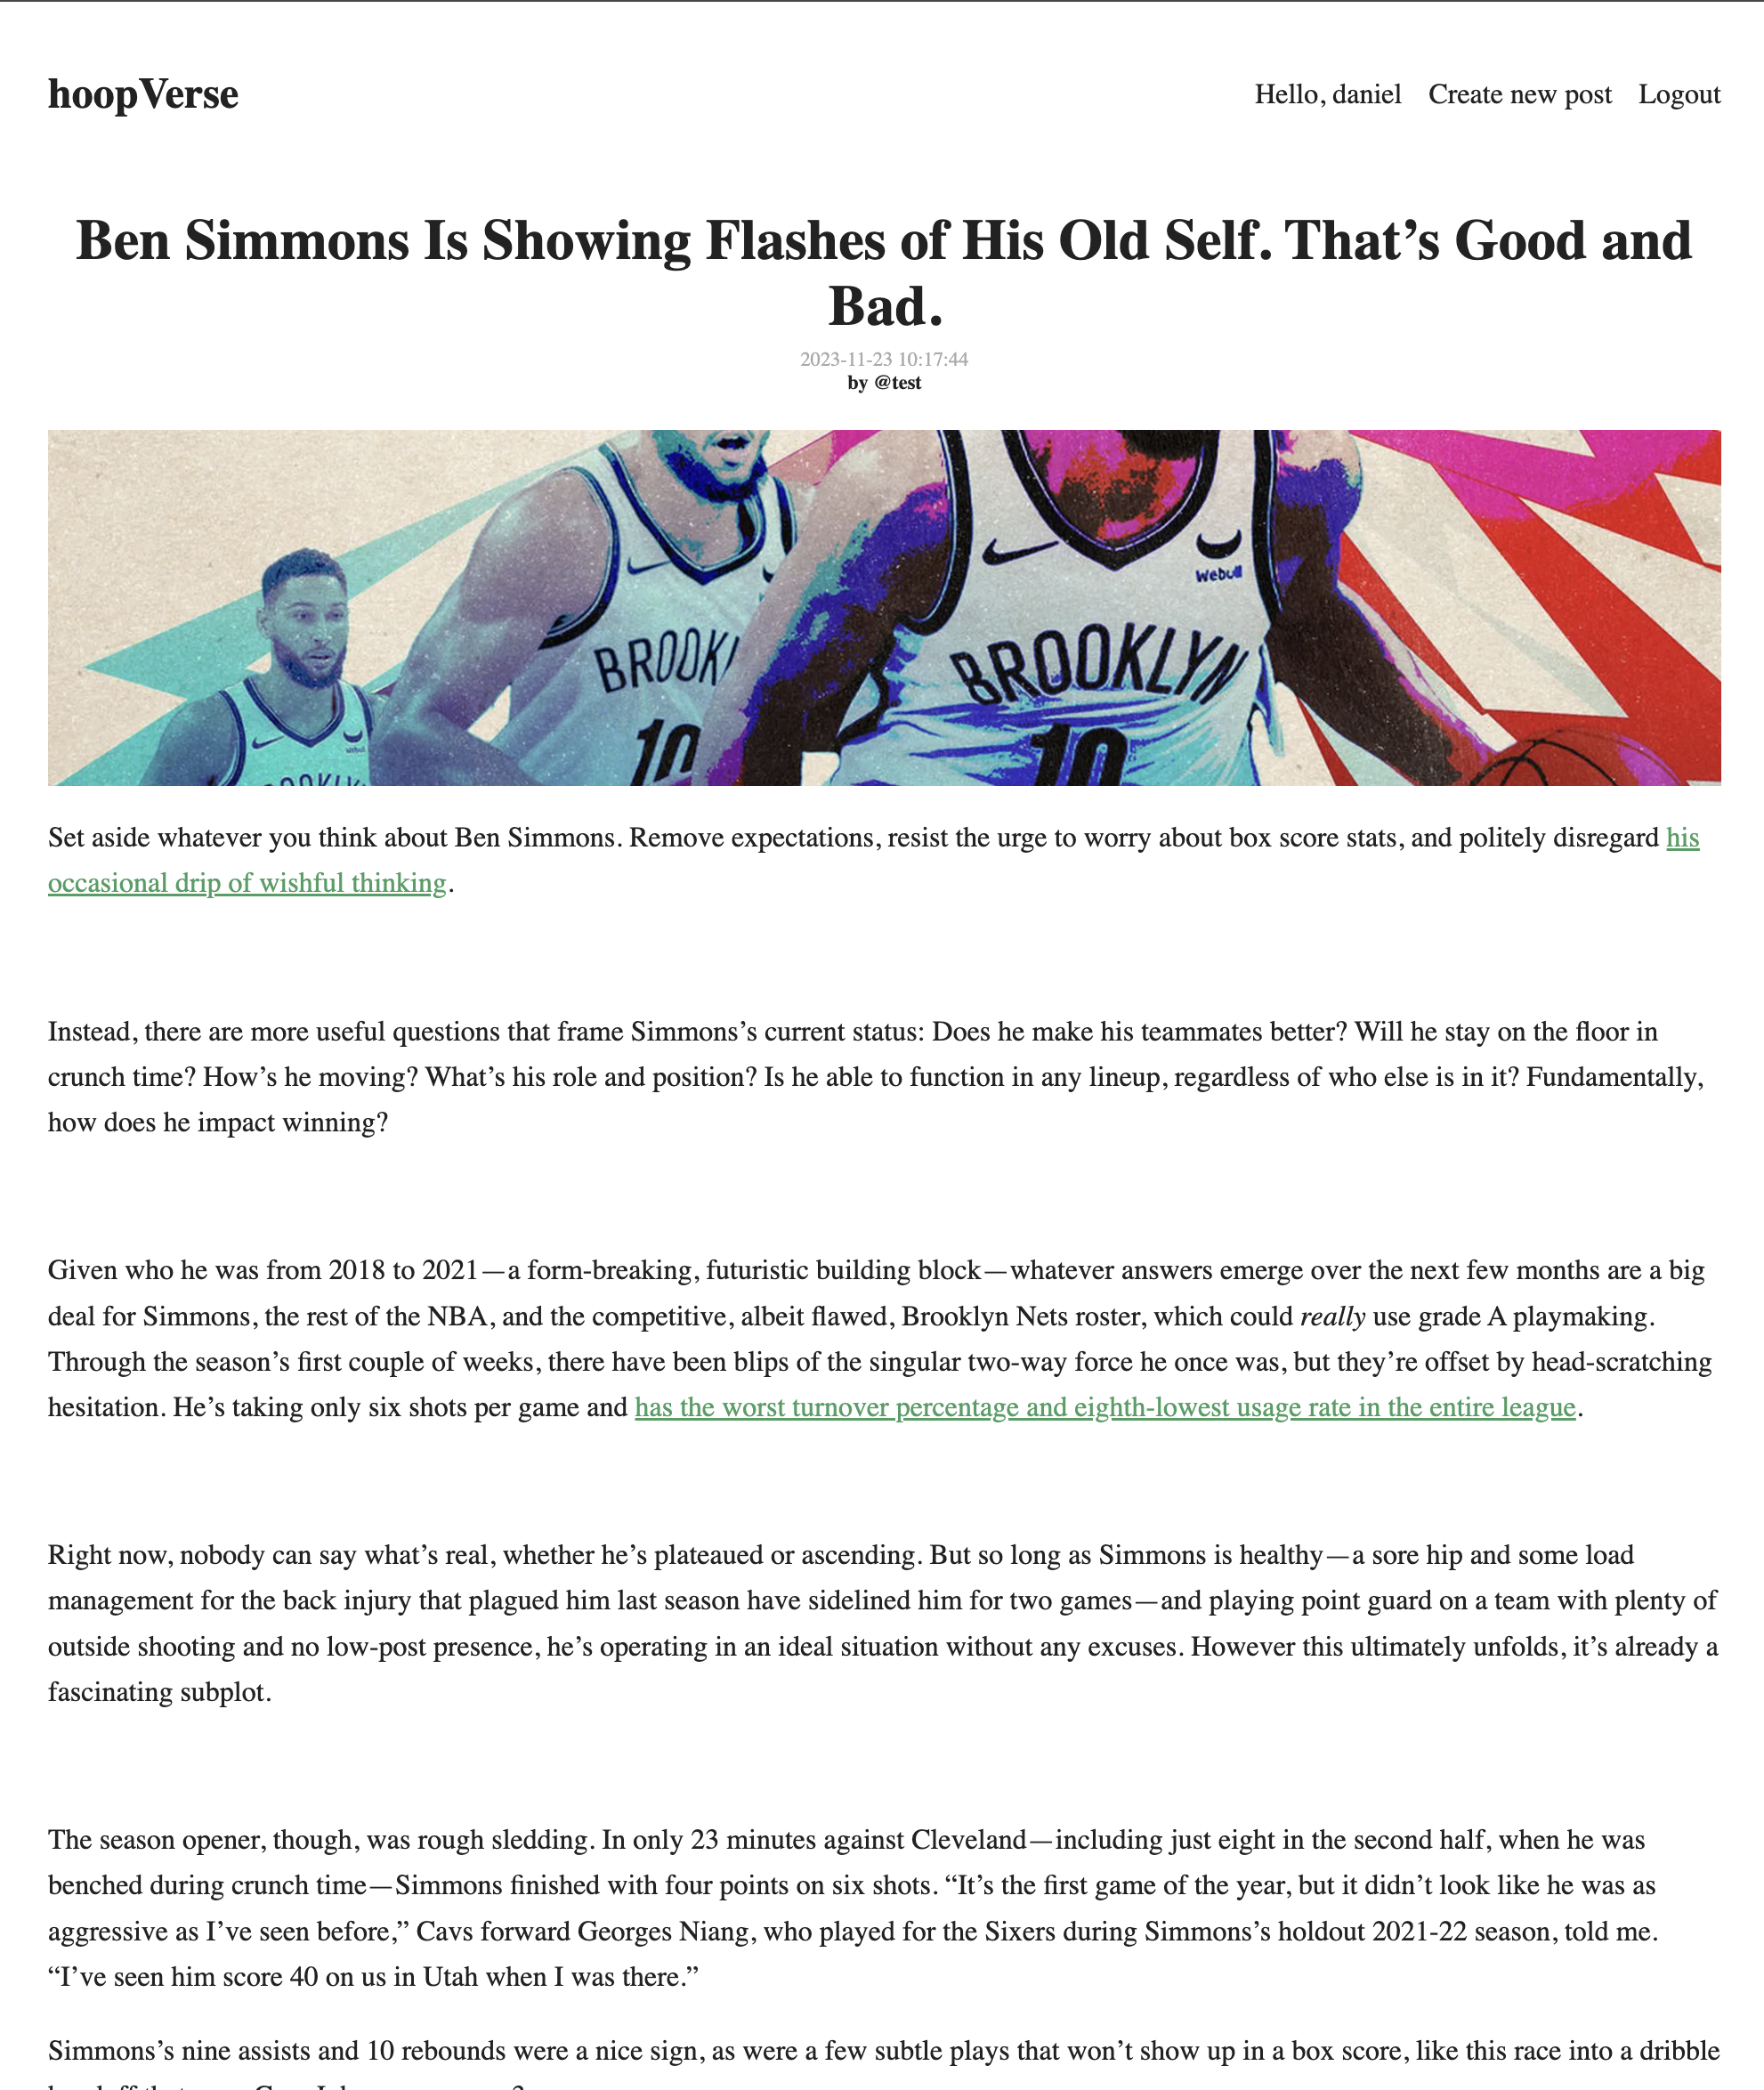 hoopVerse
Hello, daniel Create new post Logout
Ben Simmons Is Showing Flashes of His Old Self. That’s Good and
Bad.
2023-11-23 10:17:44
by @test
Webull
BROOKLYN
10
10
Set aside whatever you think about Ben Simmons. Remove expectations, resist the urge to worry about box score stats, and politely disregard his
occasional drip of wishful thinking.
Instead, there are more useful questions that frame Simmons’s current status: Does he make his teammates better? Will he stay on the floor in
crunch time? How’s he moving? What’s his role and position? Is he able to function in any lineup, regardless of who else is in it? Fundamentally,
how does he impact winning?
Given who he was from 2018 to 2021—a form-breaking, futuristic building block—whatever answers emerge over the next few months are a big
deal for Simmons, the rest of the NBA, and the competitive, albeit flawed, Brooklyn Nets roster, which could really use grade A playmaking.
Through the season’s first couple of weeks, there have been blips of the singular two-way force he once was, but they’re offset by head-scratching
hesitation. He’s taking only six shots per game and has the worst turnover percentage and eighth-lowest usage rate in the entire league.
Right now, nobody can say what’s real, whether he’s plateaued or ascending. But so long as Simmons is healthy—a sore hip and some load
management for the back injury that plagued him last season have sidelined him for two games—and playing point guard on a team with plenty of
outside shooting and no low-post presence, he’s operating in an ideal situation without any excuses. However this ultimately unfolds, it’s already a
fascinating subplot.
The season opener, though, was rough sledding. In only 23 minutes against Cleveland—including just eight in the second half, when he was
benched during crunch time—Simmons finished with four points on six shots. “It’s the first game of the year, but it didn’t look like he was as
aggressive as I’ve seen before,” Cavs forward Georges Niang, who played for the Sixers during Simmons’s holdout 2021-22 season, told me.
“I’ve seen him score 40 on us in Utah when I was there.”
Simmons’s nine assists and 10 rebounds were a nice sign, as were a few subtle plays that won’t show up in a box score, like this race into a dribble